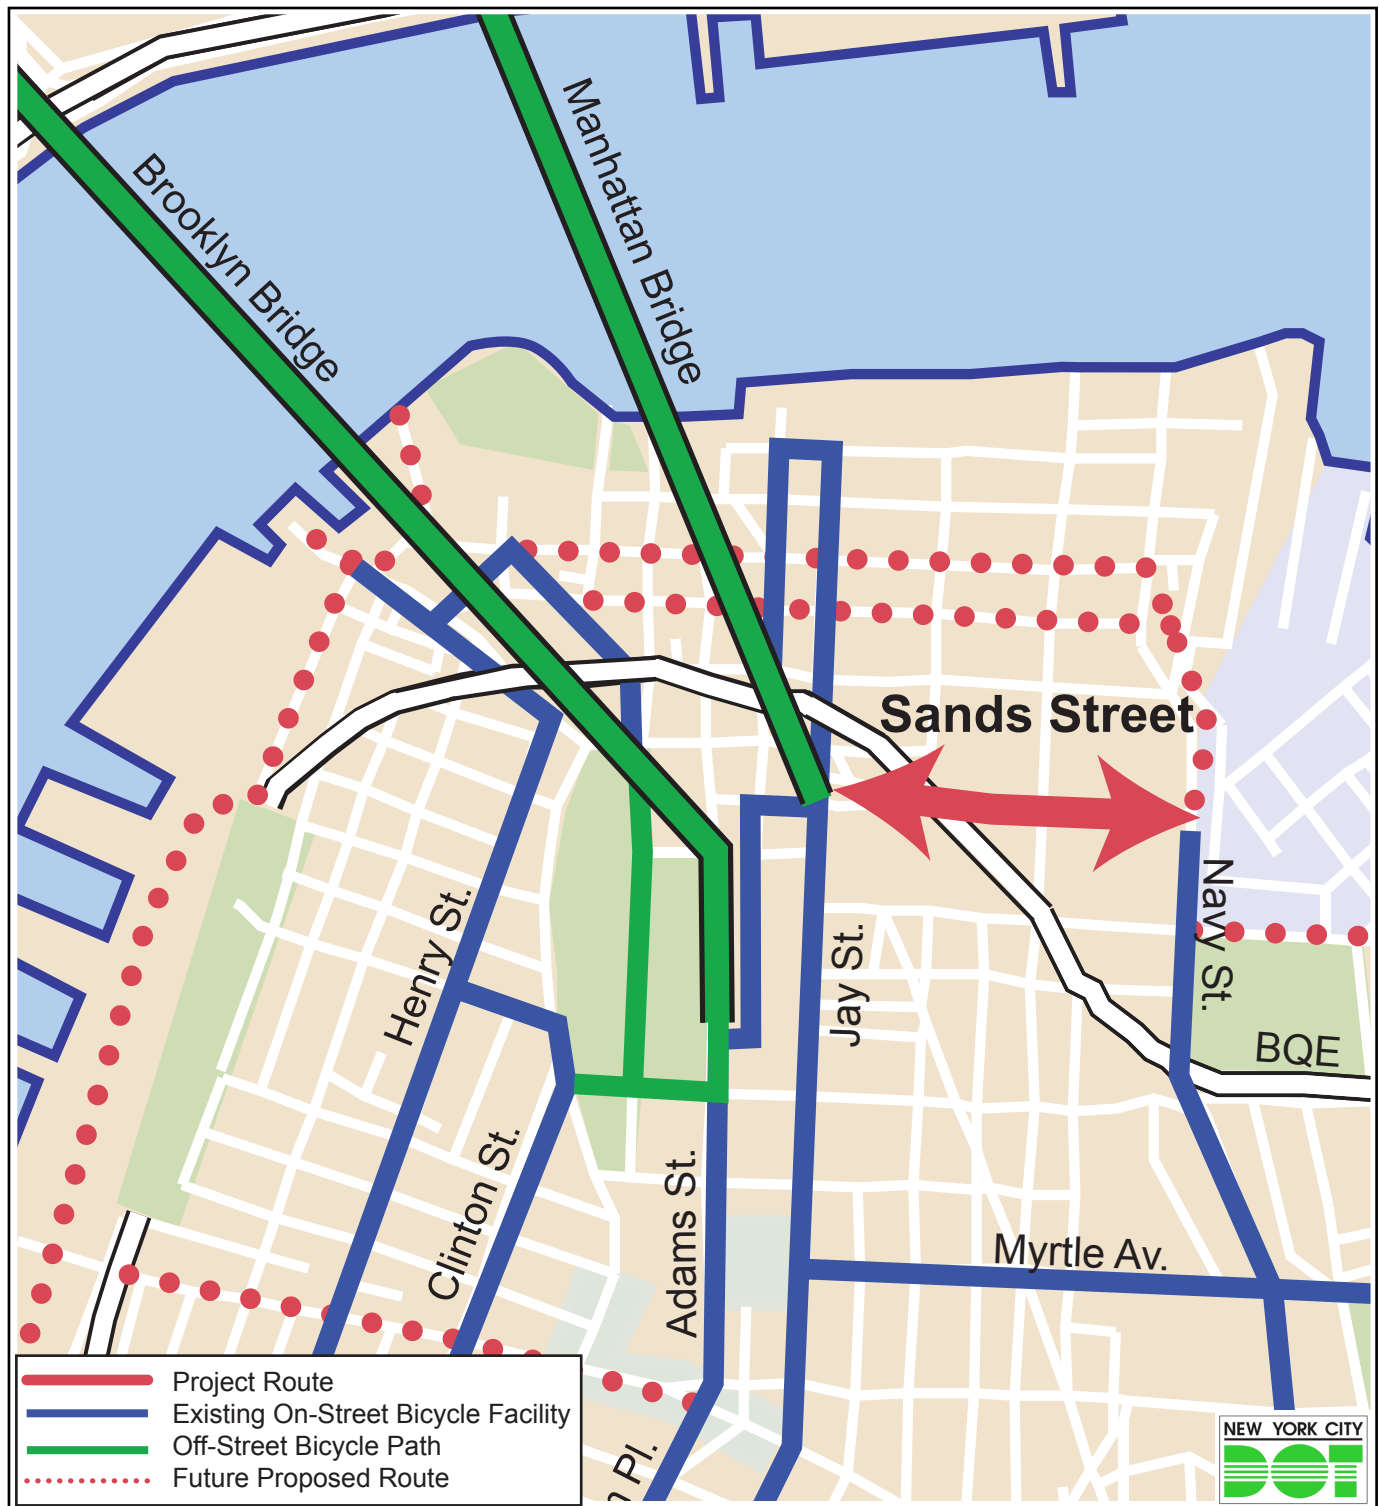 Brooklyn Bridge
Manhattan Bridge
Sands Street
Navy St.
Henry St.
Jay St.
BQE
Clinton St.
Adams St.
Myrtle Av.
Pl.
Project Route
Existing On-Street Bicycle Facility
Off-Street Bicycle Path
Future Proposed Route
NEW YORK CITY
DOT